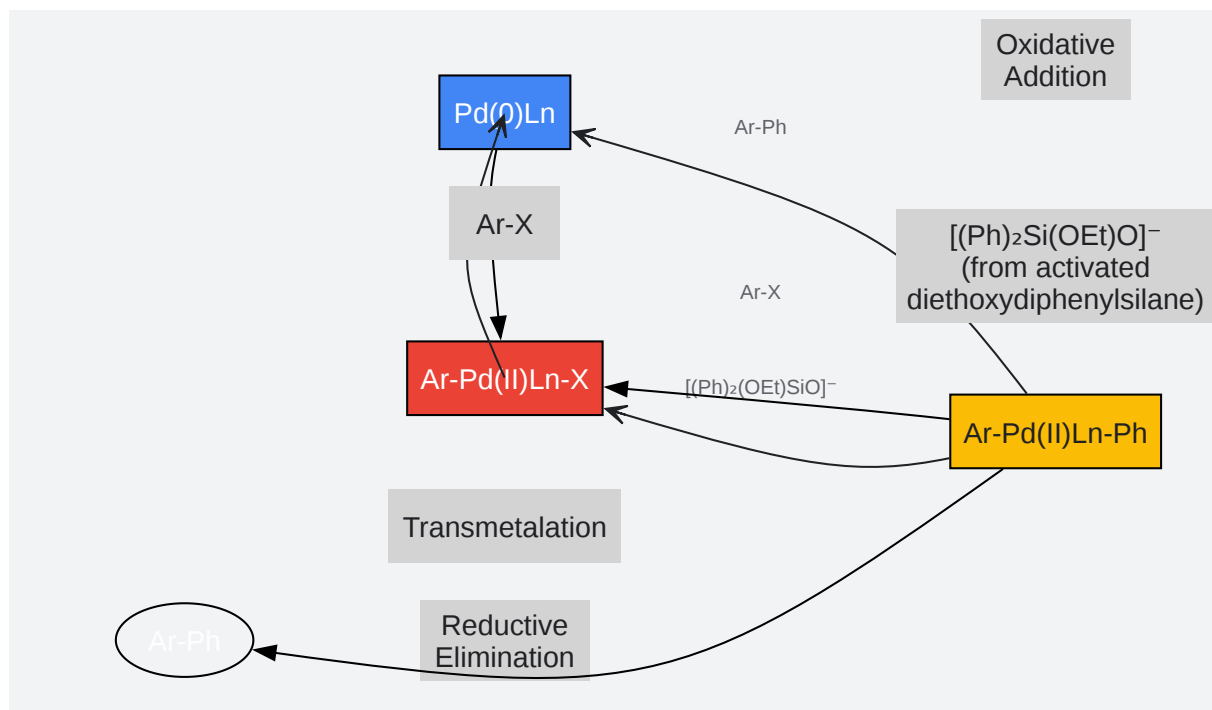 Oxidative
Addition
Pd(0)Ln
Ar-Ph
Ar-X
[(Ph)₂Si(OEt)O]⁻
(from activated
diethoxydiphenylsilane)
Ar-X
Ar-Pd(II)Ln-X
[(Ph)₂(OEt)SiO]⁻
Ar-Pd(II)Ln-Ph
Transmetalation
Reductive
Elimination
Ar-Ph